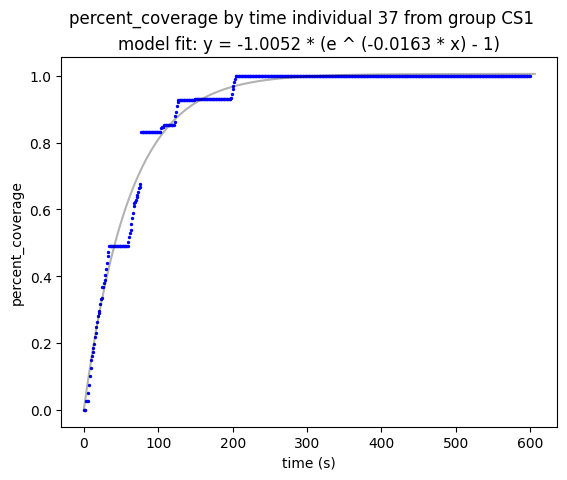 percent_coverage by time individual 37 from group CS1
model fit: y = -1.0052 * (e ^ (-0.0163 * x) - 1)
1.0
0.8
0.6
0.4
0.2
0.0
percent_coverage
0 100 200 300 400 500 600
time (s)